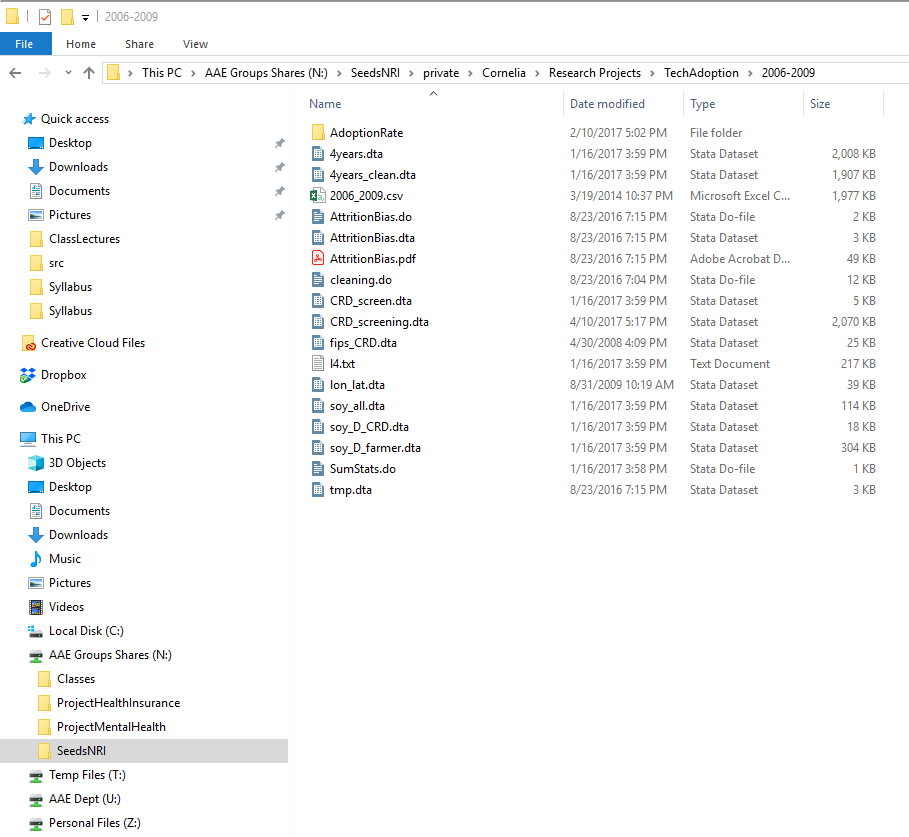 2006-2009
File Home Share View
This PC > AAE Groups Shares (N:) > SeedsNRI > private > Cornelia > Research Projects > TechAdoption > 2006-2009
Name Date modified Type Size
Quick access
Desktop
Downloads
Documents
Pictures
ClassLectures
src
Syllabus
Syllabus
Creative Cloud Files
Dropbox
OneDrive
This PC
3D Objects
Desktop
Documents
Downloads
Music
Pictures
Videos
Local Disk (C:)
AAE Groups Shares (N:)
Classes
ProjectHealthInsurance
ProjectMentalHealth
SeedsNRI
Temp Files (T:)
AAE Dept (U:)
Personal Files (Z:)
AdoptionRate 2/10/2017 5:02 PM File folder
4years.dta 1/16/2017 3:59 PM Stata Dataset 2,008 KB
4years_clean.dta 1/16/2017 3:59 PM Stata Dataset 1,907 KB
2006_2009.csv 3/19/2014 10:37 PM Microsoft Excel C... 1,977 KB
AttritionBias.do 8/23/2016 7:15 PM Stata Do-file 2 KB
AttritionBias.dta 8/23/2016 7:15 PM Stata Dataset 3 KB
AttritionBias.pdf 8/23/2016 7:15 PM Adobe Acrobat D... 49 KB
cleaning.do 8/23/2016 7:04 PM Stata Do-file 12 KB
CRD_screen.dta 1/16/2017 3:59 PM Stata Dataset 5 KB
CRD_screening.dta 4/10/2017 5:17 PM Stata Dataset 2,070 KB
fips_CRD.dta 4/30/2008 4:09 PM Stata Dataset 25 KB
l4.txt 1/16/2017 3:59 PM Text Document 217 KB
lon_lat.dta 8/31/2009 10:19 AM Stata Dataset 39 KB
soy_all.dta 1/16/2017 3:59 PM Stata Dataset 114 KB
soy_D_CRD.dta 1/16/2017 3:59 PM Stata Dataset 18 KB
soy_D_farmer.dta 1/16/2017 3:59 PM Stata Dataset 304 KB
SumStats.do 1/16/2017 3:58 PM Stata Do-file 1 KB
tmp.dta 8/23/2016 7:15 PM Stata Dataset 3 KB